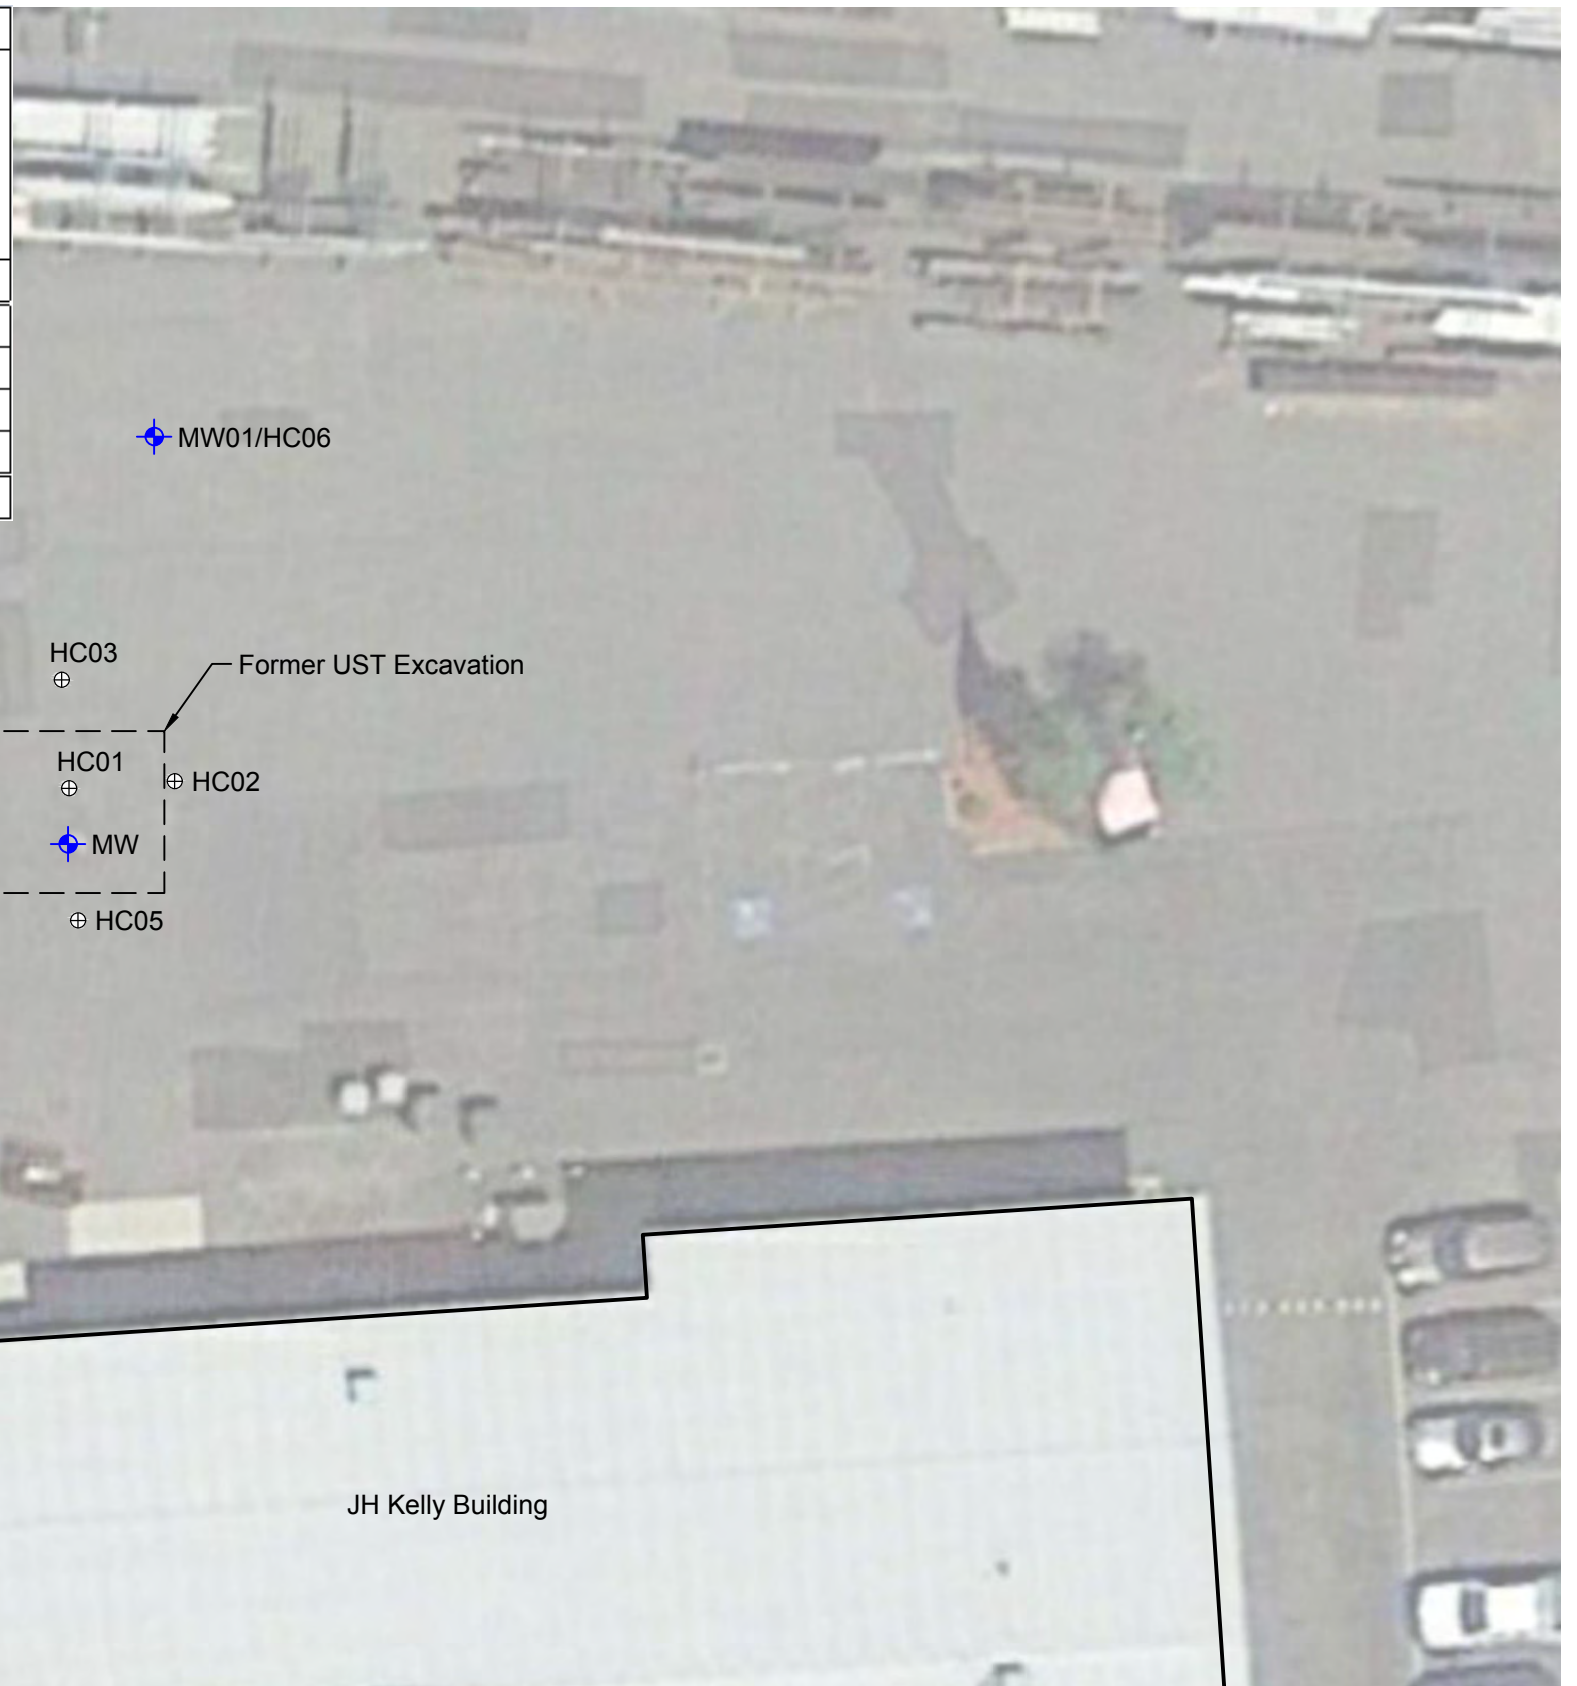 MW01/HC06
HC03
Former UST Excavation
HC01
HC02
MW
HC05
JH Kelly Building